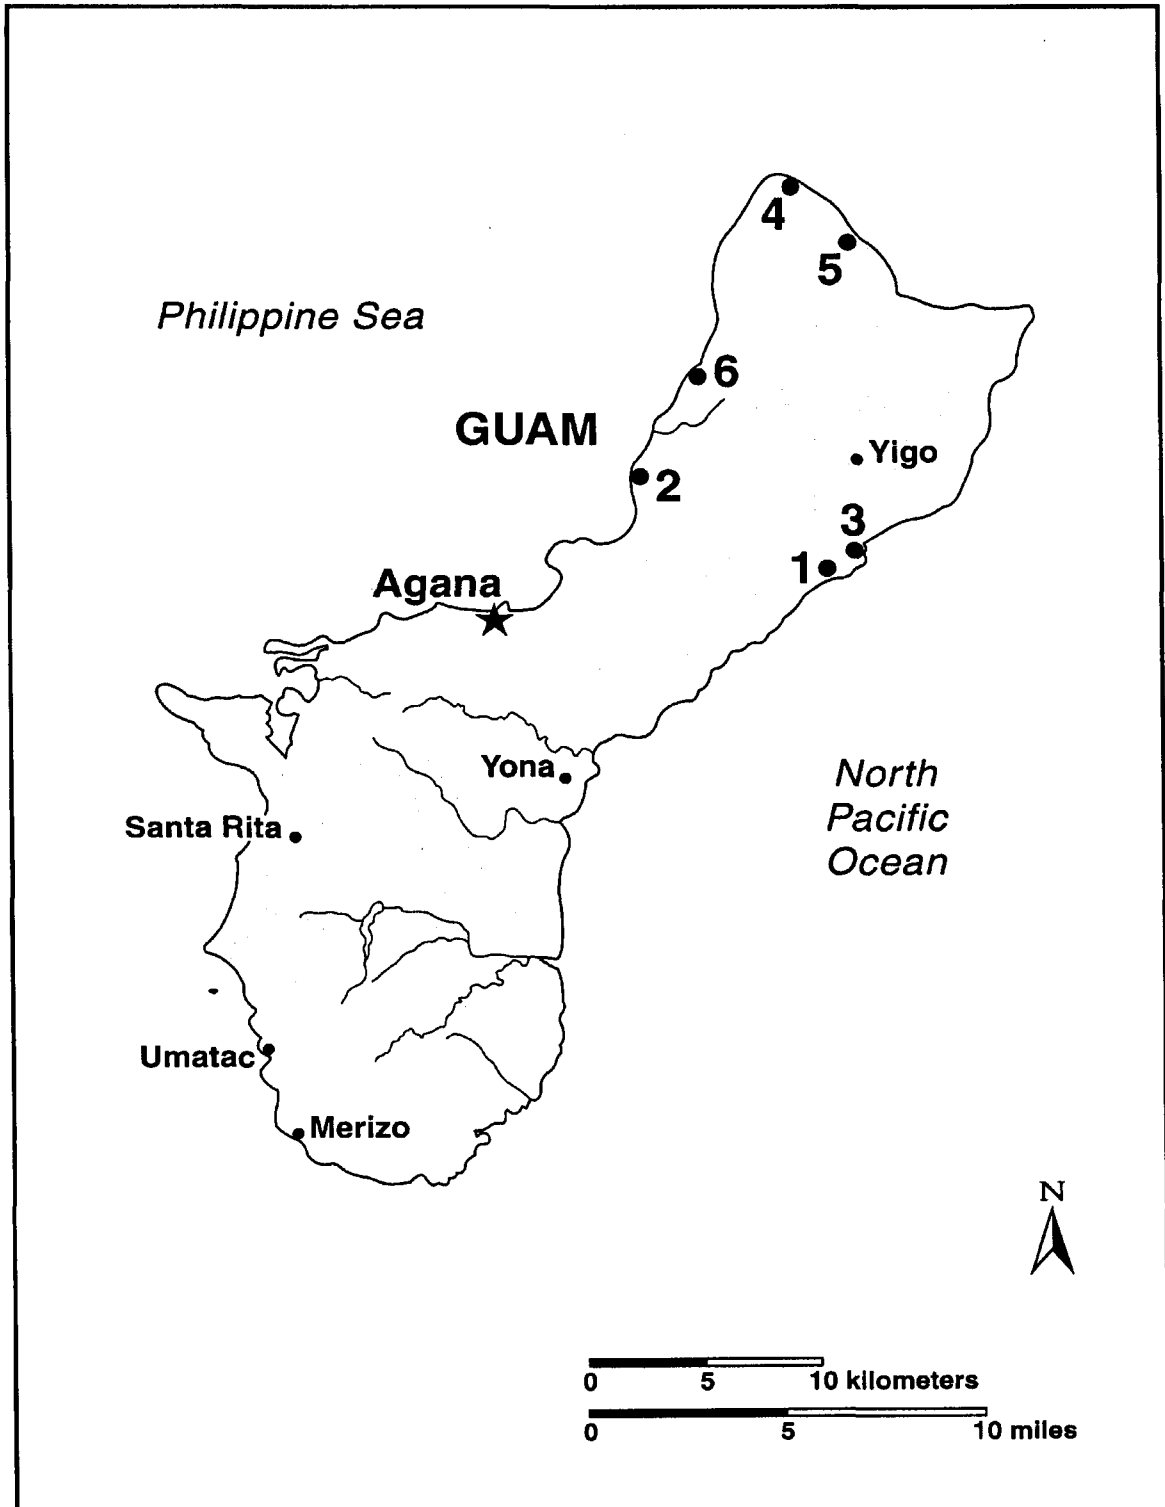 4
5
Philippine Sea
6
GUAM
Yigo
2
3
1
Agana
Yona
North
Pacific
Ocean
Santa Rita
Umatac
Merizo
N
0 5 10 kilometers
0 5 10 miles